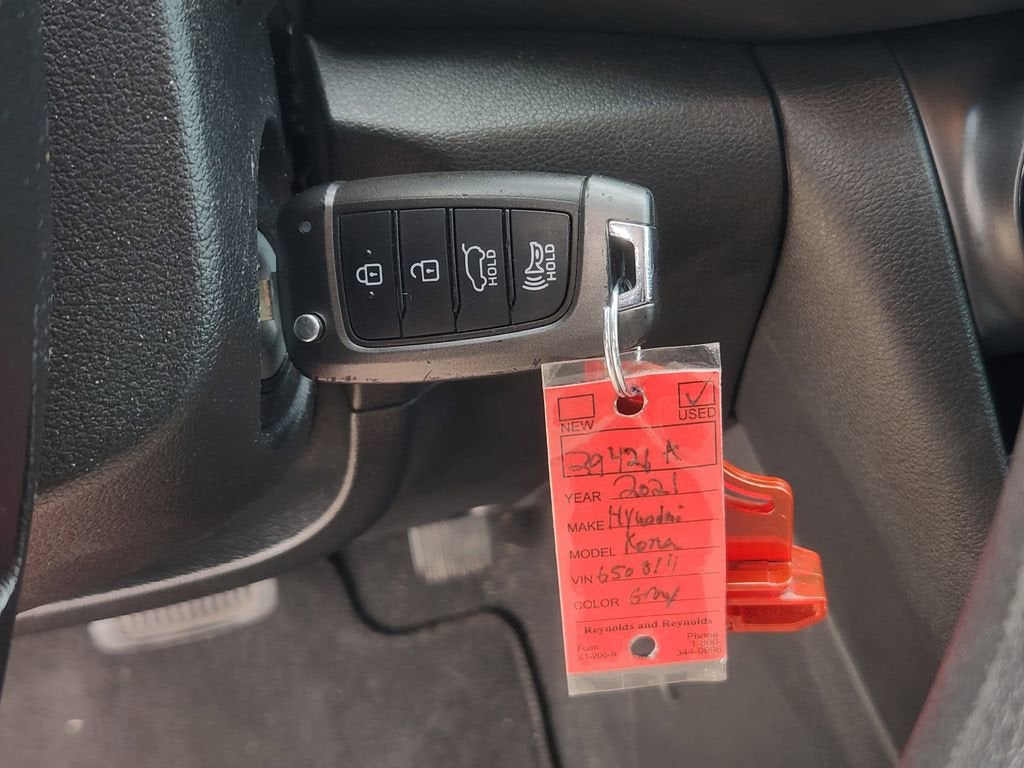 HOLD
HOLD
NEW
USED
29426 A
YEAR 2021
MAKE Hyundai
MODEL Kona
VIN 650814
COLOR Gray
Reynolds and Reynolds
Form
KT-200-R
Phone
1-800-
344-0996